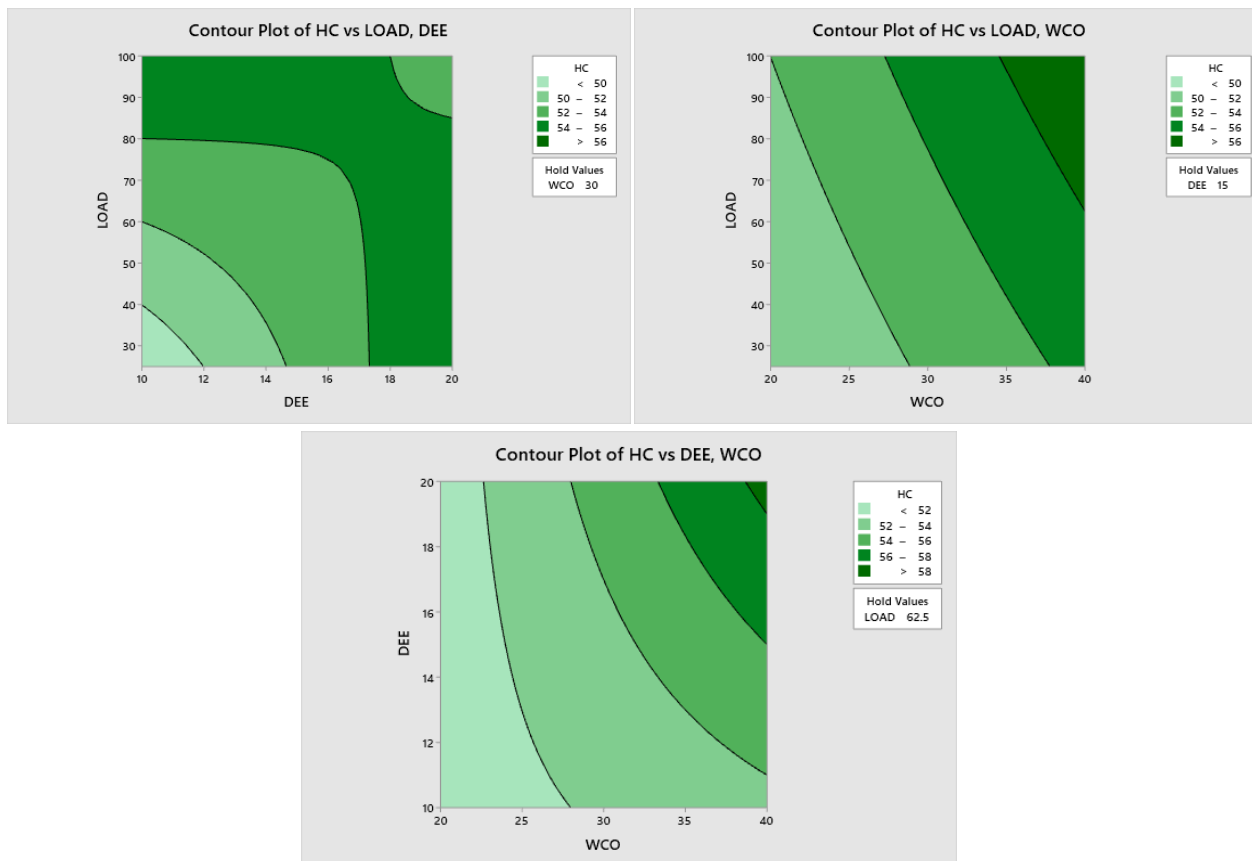 Contour Plot of HC vs LOAD, DEE
100
90
80
70
60
50
40
30
LOAD
10 12 14 16 18 20
DEE
HC
< 50
50 – 52
52 – 54
54 – 56
> 56
Hold Values
WCO 30
Contour Plot of HC vs LOAD, WCO
100
90
80
70
60
50
40
30
LOAD
20 25 30 35 40
WCO
HC
< 50
50 – 52
52 – 54
54 – 56
> 56
Hold Values
DEE 15
Contour Plot of HC vs DEE, WCO
20
18
16
14
12
10
DEE
20 25 30 35 40
WCO
HC
< 52
52 – 54
54 – 56
56 – 58
> 58
Hold Values
LOAD 62.5